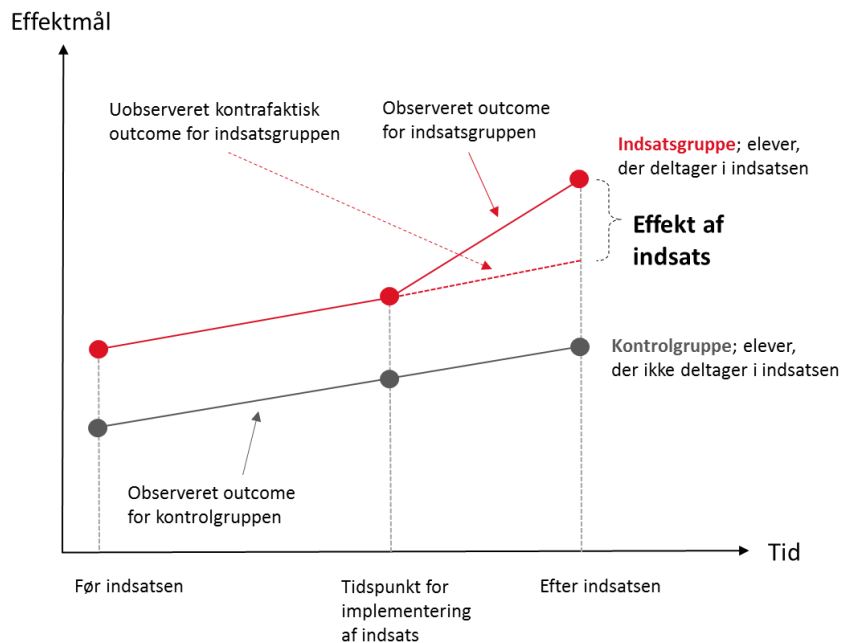 Effektmål
Uobserveret kontrafaktisk
outcome for indsatsgruppen
Observeret outcome
for indsatsgruppen
Indsatsgruppe; elever,
der deltager i indsatsen
Effekt af
indsats
Kontrolgruppe; elever,
der ikke deltager i indsatsen
Observeret outcome
for kontrolgruppen
Tid
Før indsatsen
Tidspunkt for
implementering
af indsats
Efter indsatsen